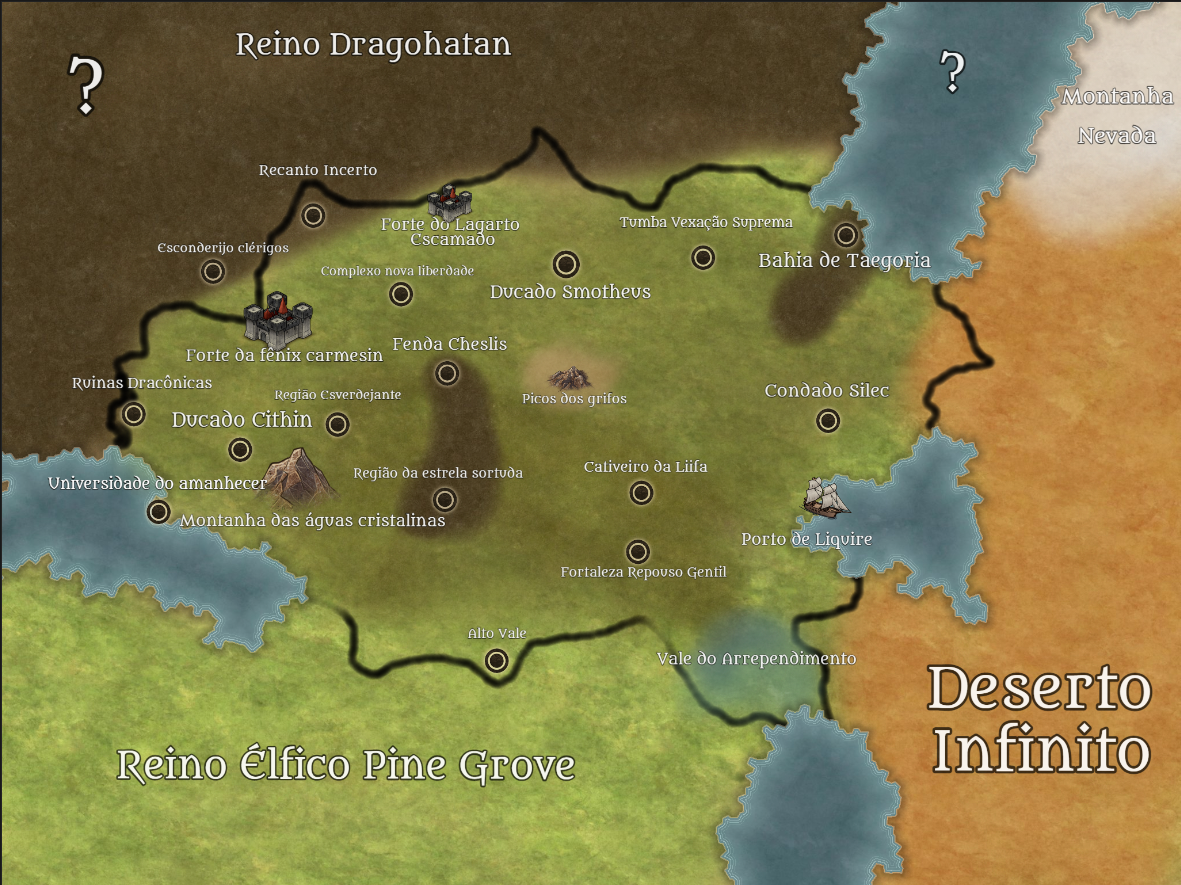 Reino Dragohatan
?
?
Montanha
Nevada
Recanto Incerto
Forte do Lagarto
Escamado
Tumba Vexação Suprema
Esconderijo clérigos
Bahia de Taegoria
Complexo nova liberdade
Ducado Smotheus
Forte da fênix carmesin
Fenda Cheslis
Ruinas Dracônicas
Região Esverdejante
Picos dos grifos
Condado Silec
Ducado Cithin
Universidade do amanhecer
Região da estrela sortuda
Cativeiro da Liifa
Montanha das águas cristalinas
Porto de Liquire
Fortaleza Repouso Gentil
Alto Vale
Vale do Arrependimento
Deserto
Infinito
Reino Élfico Pine Grove